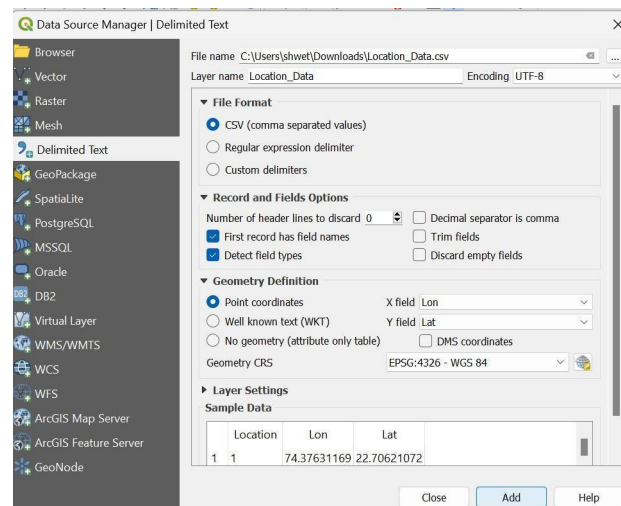 Data Source Manager | Delimited Text
Browser
Vector
Raster
Mesh
Delimited Text
GeoPackage
SpatiaLite
PostgreSQL
MSSQL
Oracle
DB2
Virtual Layer
WMS/WMTS
WCS
WFS
ArcGIS Map Server
ArcGIS Feature Server
GeoNode
File name C:\Users\shwet\Downloads\Location_Data.csv ...
Layer name Location_Data Encoding UTF-8
File Format
CSV (comma separated values)
Regular expression delimiter
Custom delimiters
Record and Fields Options
Number of header lines to discard 0 Decimal separator is comma
First record has field names Trim fields
Detect field types Discard empty fields
Geometry Definition
Point coordinates X field Lon
Well known text (WKT) Y field Lat
No geometry (attribute only table) DMS coordinates
Geometry CRS EPSG:4326 - WGS 84
Layer Settings
Sample Data
Location Lon Lat
1 1 74.37631169 22.70621072
Close Add Help